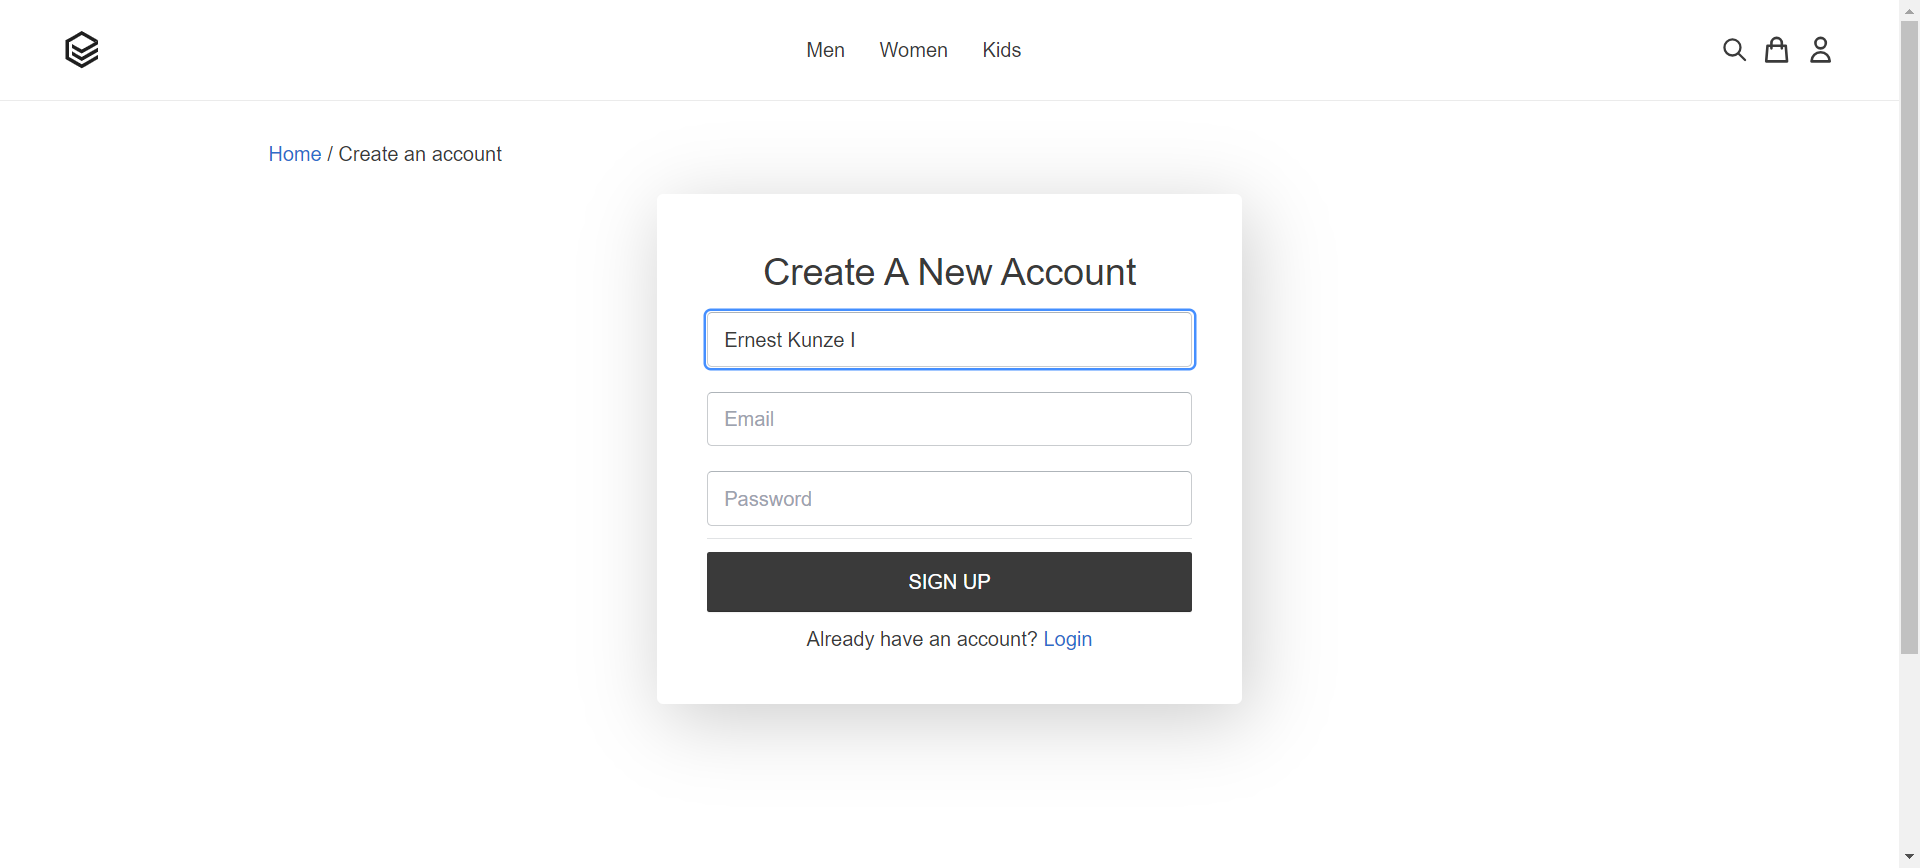 Men Women Kids
Home / Create an account
Create A New Account
Ernest Kunze I
Email
Password
SIGN UP
Already have an account? Login